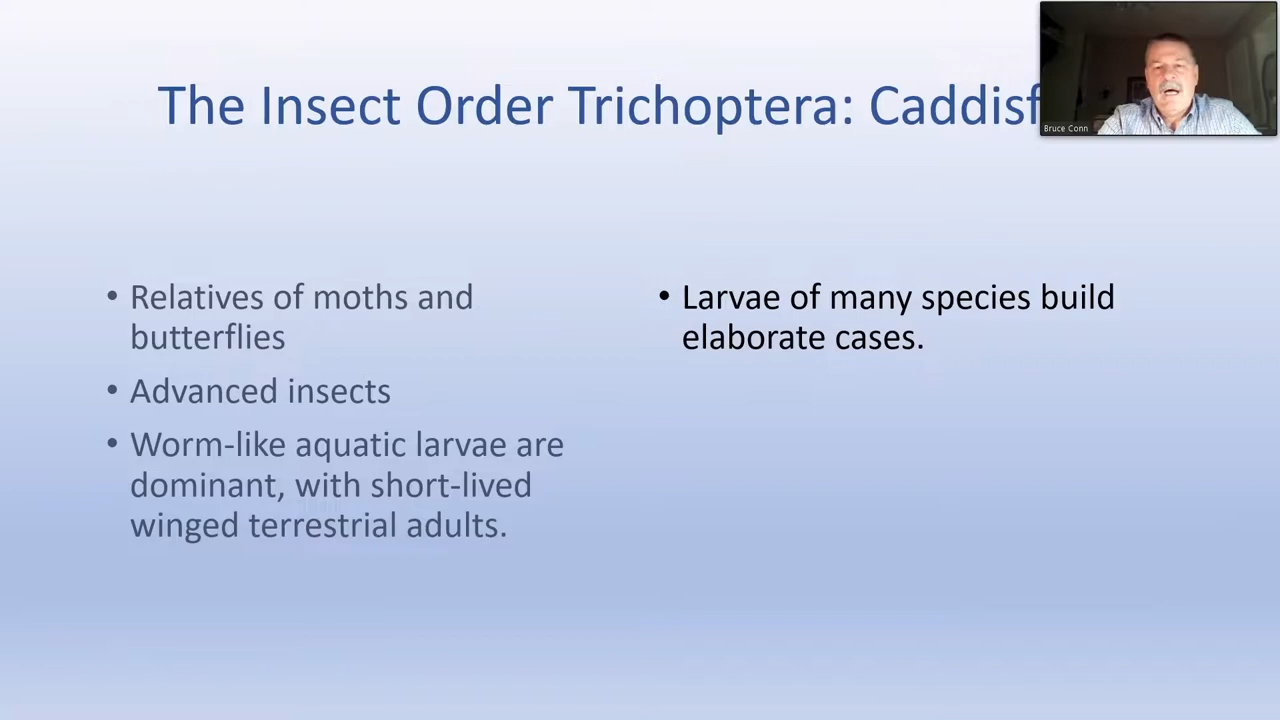 The Insect Order Trichoptera: Caddisf
Bruce Conn
• Relatives of moths and
butterflies
• Advanced insects
• Worm-like aquatic larvae are
dominant, with short-lived
winged terrestrial adults.
• Larvae of many species build
elaborate cases.